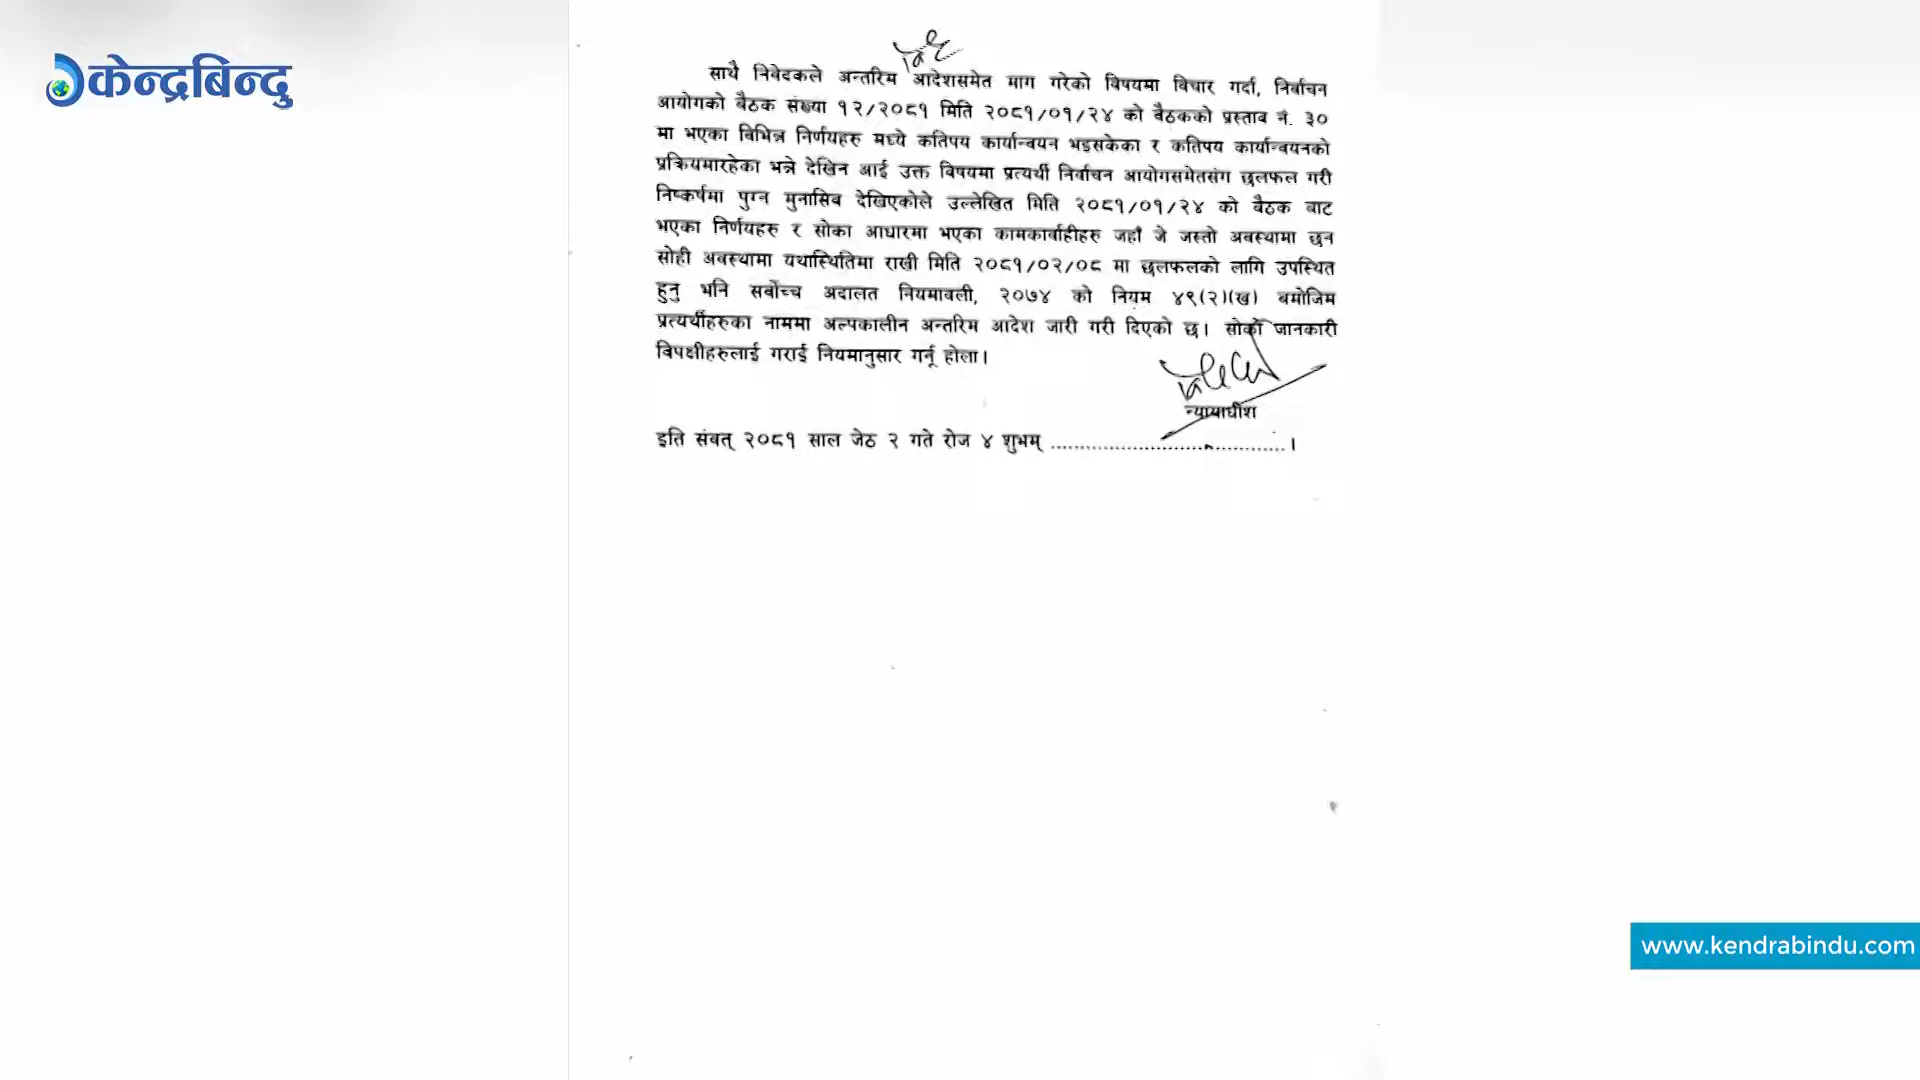 केन्द्रबिन्दु
साथै निवेदकले अन्तरिम आदेशसमेत माग गरेको विषयमा विचार गर्दा, निर्वाचन
आयोगको बैठक संख्या १२/२०८१ मिति २०८१/०१/२४ को बैठकको प्रस्ताव नं. ३०
मा भएका विभिन्न निर्णयहरु मध्ये कतिपय कार्यान्वयन भइसकेका र कतिपय कार्यान्वयनको
प्रक्रियमारहेका भन्ने देखिन आई उक्त विषयमा प्रत्यर्थी निर्वाचन आयोगसमेतसंग छलफल गरी
निष्कर्षमा पुग्न मुनासिव देखिएकोले उल्लेखित मिति २०८१/०१/२४ को बैठक बाट
भएका निर्णयहरु र सोका आधारमा भएका कामकार्वाहीहरु जहाँ जे जस्तो अवस्थामा छन
सोही अवस्थामा यथास्थितिमा राखी मिति २०८१/०२/०८ मा छलफलको लागि उपस्थित
हुनु भनि सर्वोच्च अदालत नियमावली, २०७४ को नियम ४९(२)(ख) बमोजिम
प्रत्यर्थीहरुका नाममा अल्पकालीन अन्तरिम आदेश जारी गरी दिएको छ। सोको जानकारी
विपक्षीहरुलाई गराई नियमानुसार गर्नू होला।
न्यायाधीश
इति संवत् २०८१ साल जेठ २ गते रोज ४ शुभम् ........................................।
www.kendrabindu.com